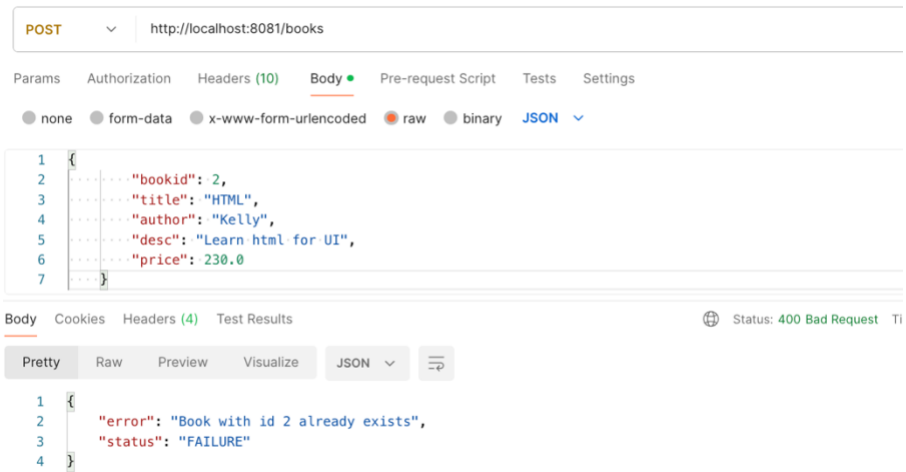 POST http://localhost:8081/books
Params Authorization Headers (10) Body Pre-request Script Tests Settings
none form-data x-www-form-urlencoded raw binary JSON
1 {
2 "bookid": 2,
3 "title": "HTML",
4 "author": "Kelly",
5 "desc": "Learn html for UI",
6 "price": 230.0
7 }
Body Cookies Headers (4) Test Results Status: 400 Bad Request Ti
Pretty Raw Preview Visualize JSON
1 {
2 "error": "Book with id 2 already exists",
3 "status": "FAILURE"
4 }